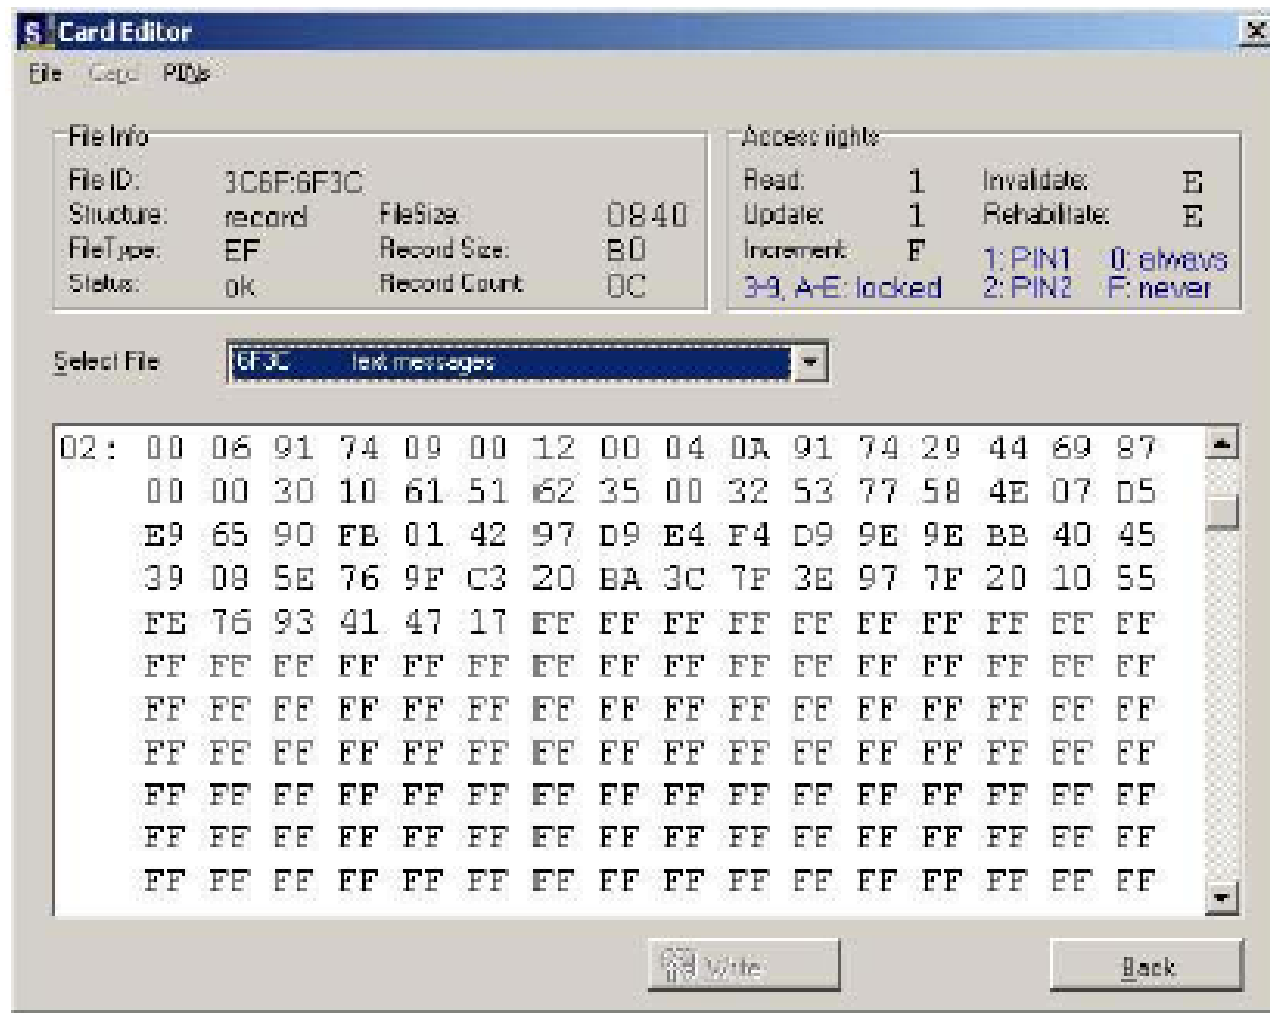 S Card Editor
File Card PINs
File Info
File ID: 3C6F:6F3C
Structure: record FileSize: 0840
FileType: EF Record Size: B0
Status: ok Record Count: 0C
Access rights
Read: 1 Invalidate: E
Update: 1 Rehabilitate: E
Increment: F 1: PIN1 0: always
3-9, A-E: locked 2: PIN2 F: never
Select File 6F3C Text messages
02: 00 06 91 74 09 00 12 00 04 0A 91 74 29 44 69 87
00 00 30 10 61 51 62 35 00 32 53 77 58 4E 07 D5
E9 65 90 FB 01 42 97 D9 E4 F4 D9 9E 9E BB 40 45
39 08 5E 76 9F C3 20 BA 3C 7F 3E 97 7F 20 10 55
FE 76 93 41 47 17 FF FF FF FF FF FF FF FF FF FF
FF FF FF FF FF FF FF FF FF FF FF FF FF FF FF FF
FF FF FF FF FF FF FF FF FF FF FF FF FF FF FF FF
FF FF FF FF FF FF FF FF FF FF FF FF FF FF FF FF
FF FF FF FF FF FF FF FF FF FF FF FF FF FF FF FF
FF FF FF FF FF FF FF FF FF FF FF FF FF FF FF FF
FF FF FF FF FF FF FF FF FF FF FF FF FF FF FF FF
Write Back